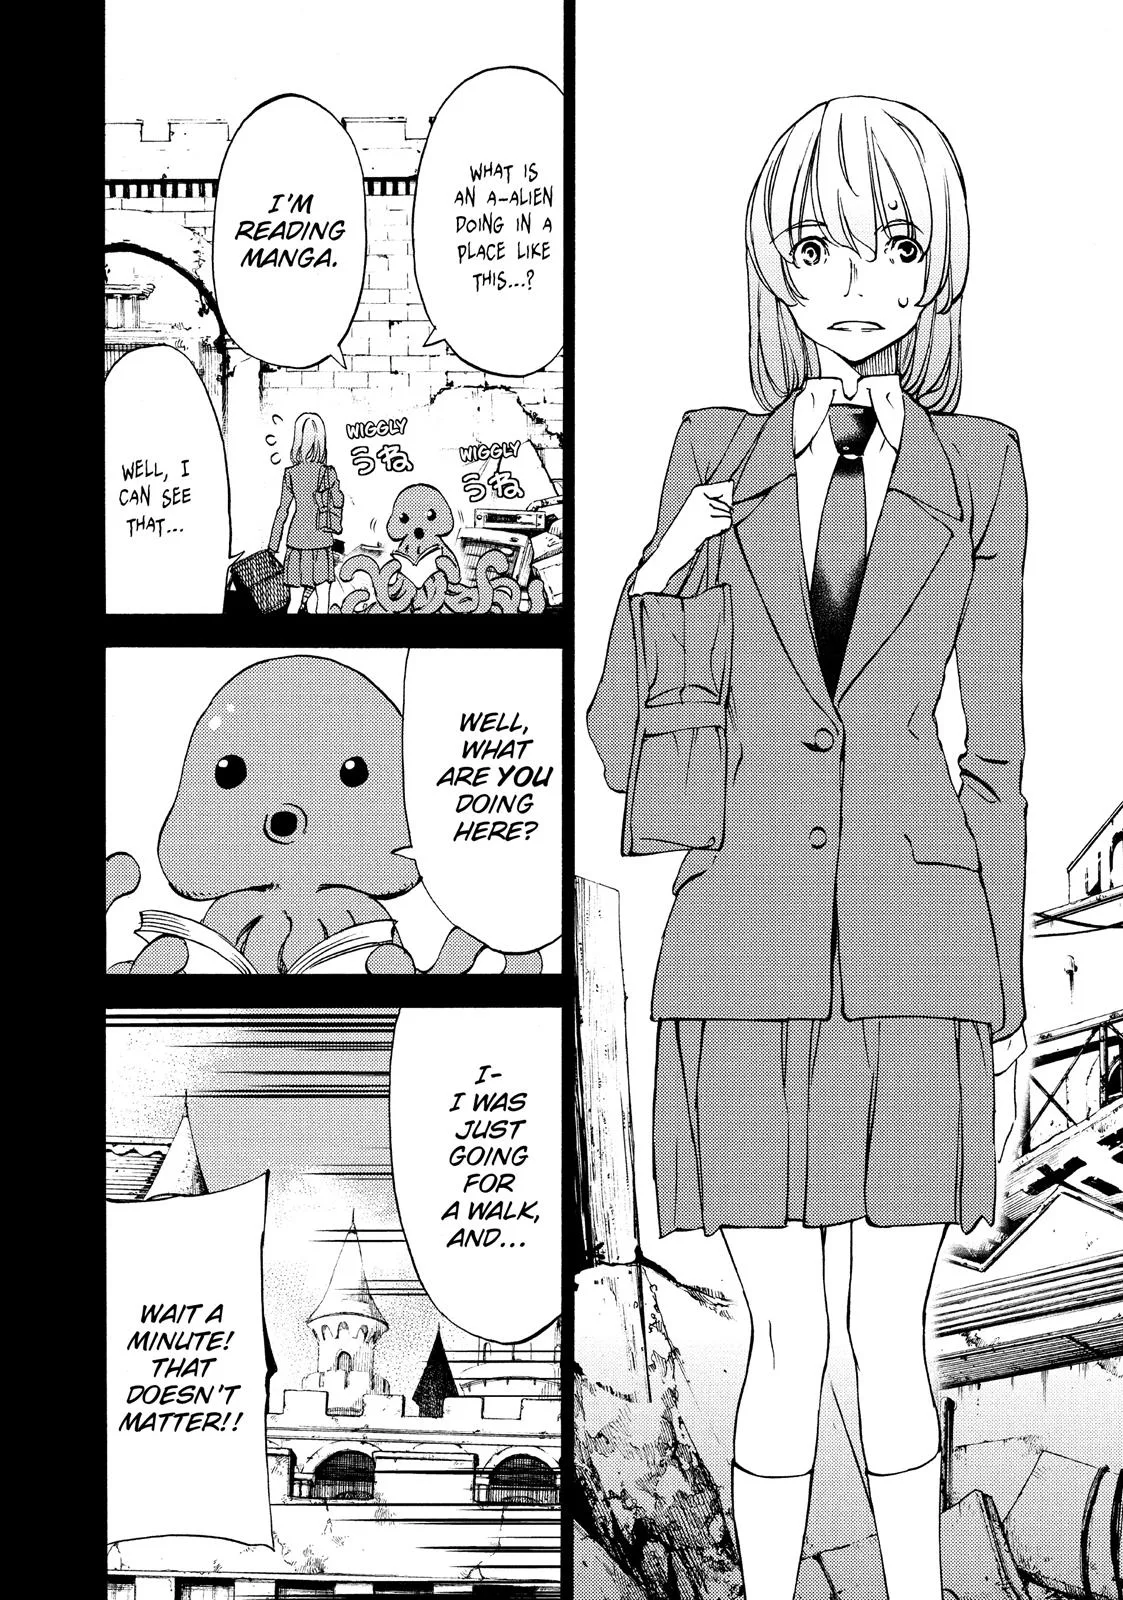 WHAT IS
AN A-ALIEN
DOING IN A
PLACE LIKE
THIS...?
I'M
READING
MANGA.
WIGGLY
うね
WIGGLY
うね
WELL, I
CAN SEE
THAT...
WELL,
WHAT
ARE YOU
DOING
HERE?
I-
I WAS
JUST
GOING
FOR
A WALK,
AND...
WAIT A
MINUTE!
THAT
DOESN'T
MATTER!!